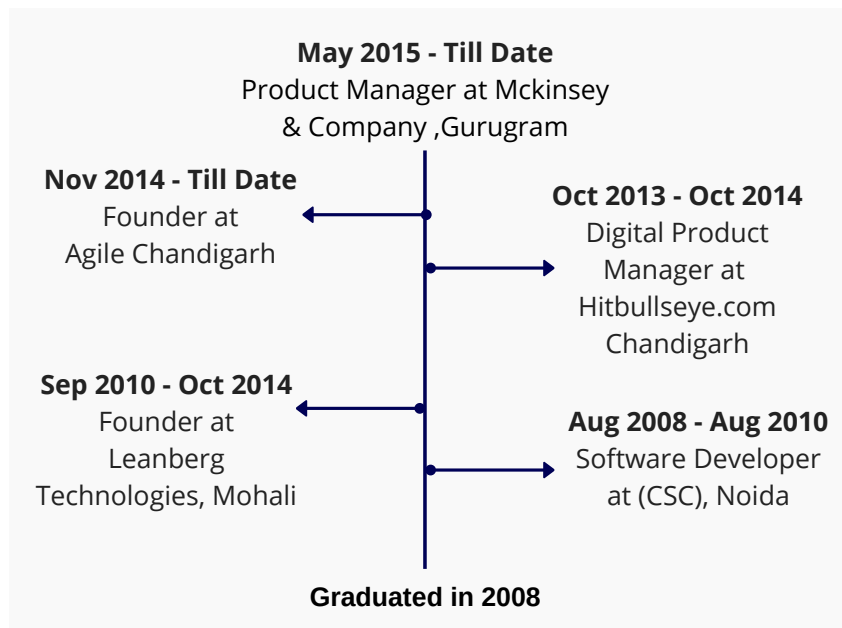 May 2015 - Till Date
Product Manager at Mckinsey
& Company ,Gurugram
Nov 2014 - Till Date
Founder at
Agile Chandigarh
Oct 2013 - Oct 2014
Digital Product
Manager at
Hitbullseye.com
Chandigarh
Sep 2010 - Oct 2014
Founder at
Leanberg
Technologies, Mohali
Aug 2008 - Aug 2010
Software Developer
at (CSC), Noida
Graduated in 2008